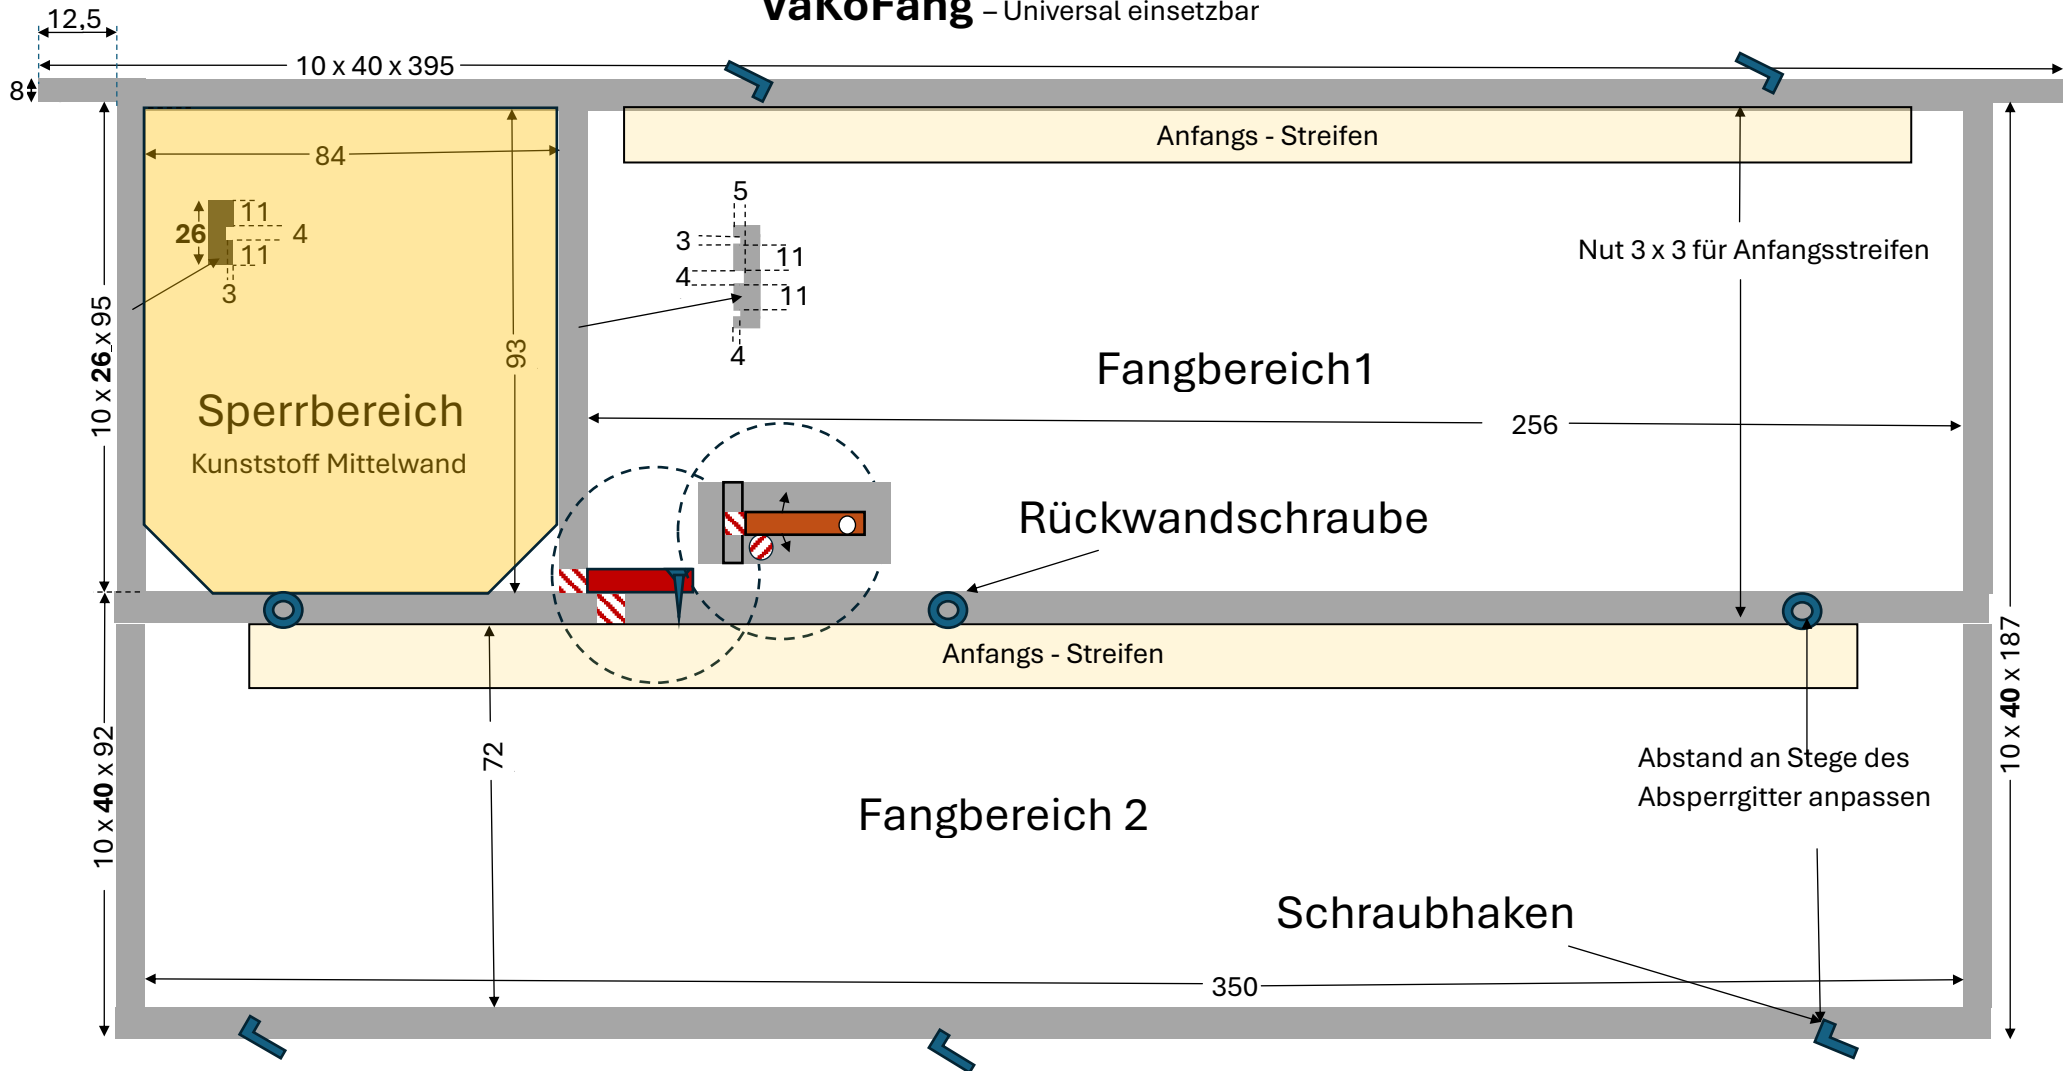 VaKoFang – Universal einsetzbar
12,5
10 x 40 x 395
8
Anfangs - Streifen
84
5
11
26
4
11
3
3
11
4
11
4
Nut 3 x 3 für Anfangsstreifen
10 x 26 x 95
93
Fangbereich1
Sperrbereich
256
Kunststoff Mittelwand
Rückwandschraube
Anfangs - Streifen
10 x 40 x 187
72
10 x 40 x 92
Abstand an Stege des
Absperrgitter anpassen
Fangbereich 2
Schraubhaken
350